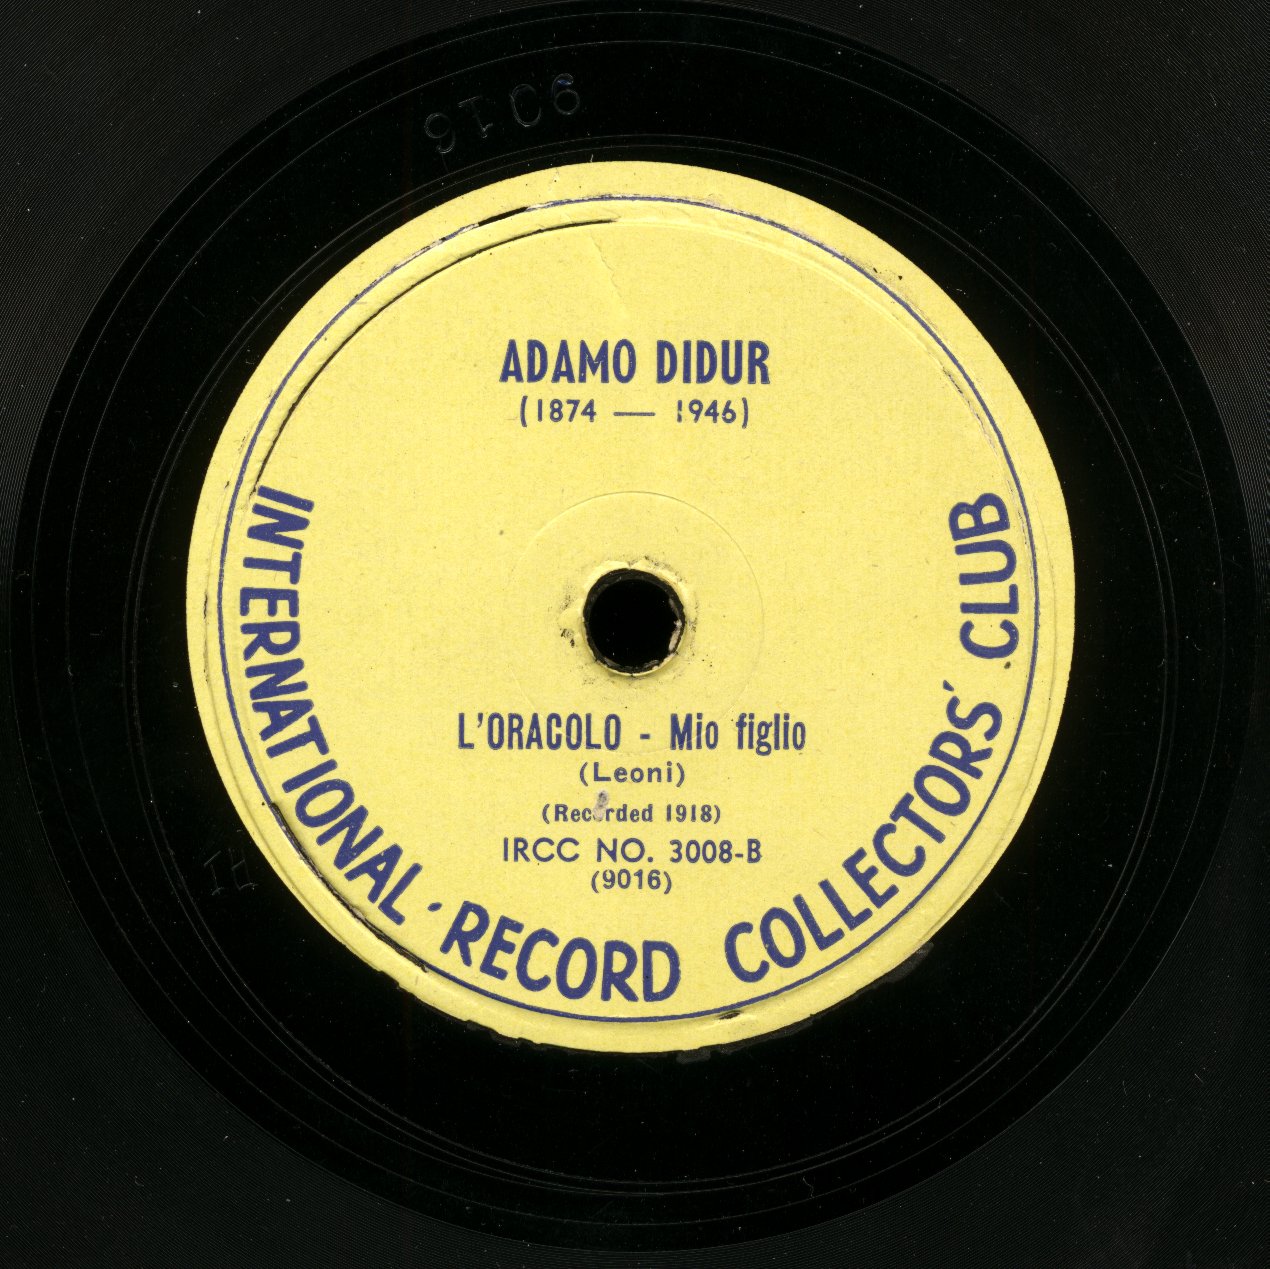 9016
ADAMO DIDUR
(1874 — 1946)
L'ORACOLO - Mio figlio
(Leoni)
(Recorded 1918)
IRCC NO. 3008-B
(9016)
INTERNATIONAL RECORD COLLECTORS' CLUB